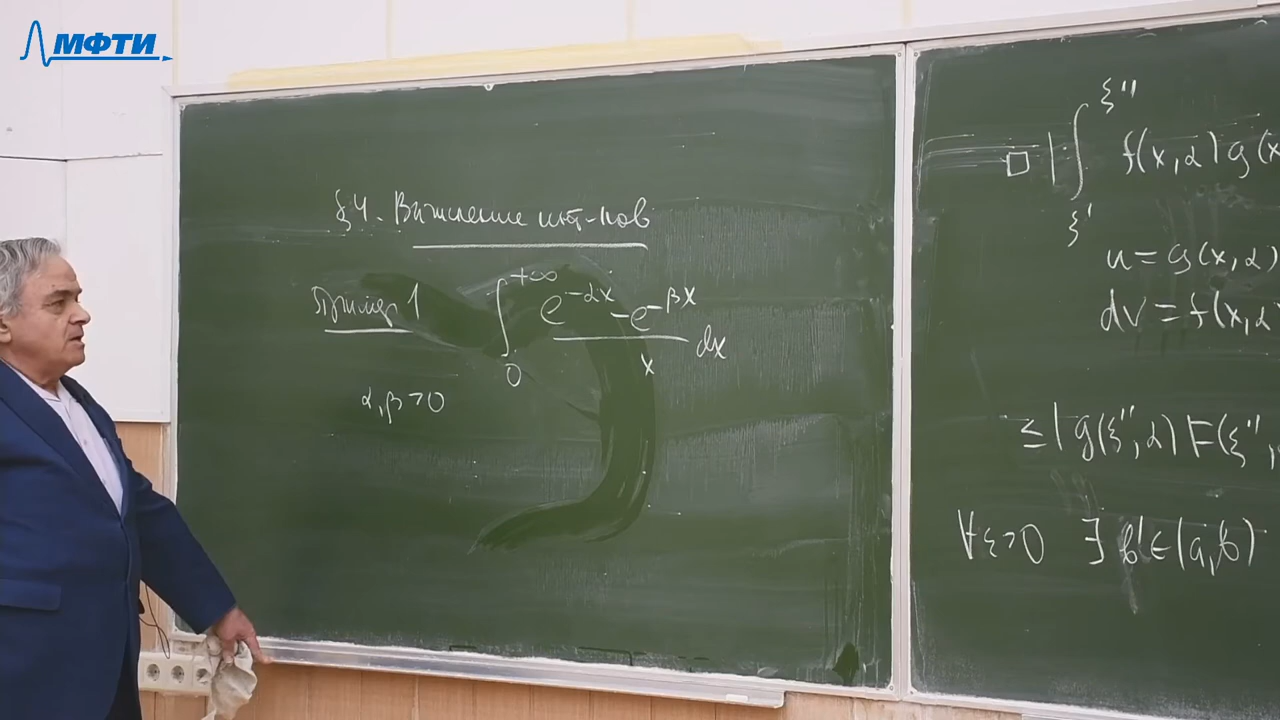 МФТИ
§4. Вычисление инт-лов
Пример 1 ∫₀^{+∞} (e^{-αx} - e^{-βx})/x dx
α, β > 0
□ |∫_{ξ'}^{ξ''} f(x,α) g(x
u = g(x,α)
dv = f(x,α
≤ |g(ξ'',α) F(ξ'',
∀ε>0 ∃ b' ∈ (a,b)